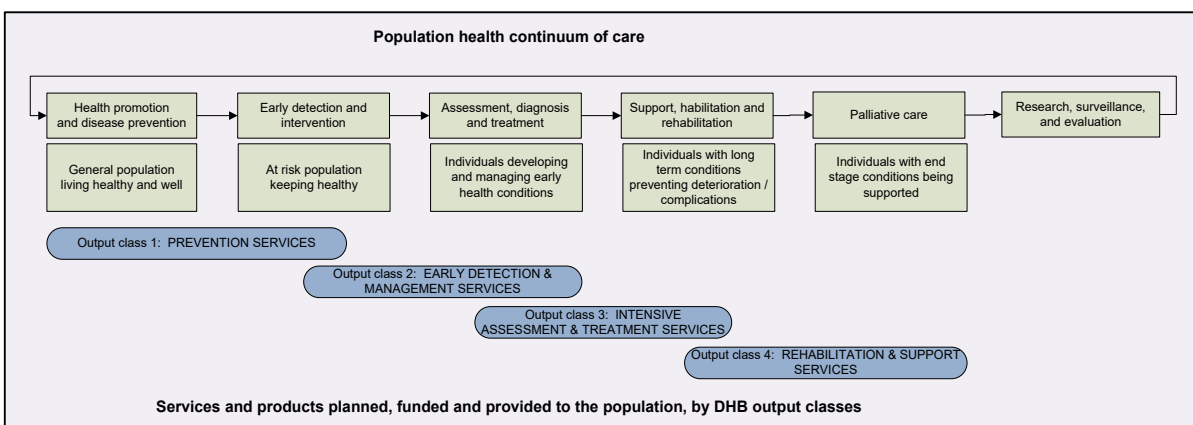 Population health continuum of care
Health promotion
and disease prevention
Early detection and
intervention
Assessment, diagnosis
and treatment
Support, habilitation and
rehabilitation
Palliative care
Research, surveillance,
and evaluation
General population
living healthy and well
At risk population
keeping healthy
Individuals developing
and managing early
health conditions
Individuals with long
term conditions
preventing deterioration /
complications
Individuals with end
stage conditions being
supported
Output class 1: PREVENTION SERVICES
Output class 2: EARLY DETECTION &
MANAGEMENT SERVICES
Output class 3: INTENSIVE
ASSESSMENT & TREATMENT SERVICES
Output class 4: REHABILITATION & SUPPORT
SERVICES
Services and products planned, funded and provided to the population, by DHB output classes